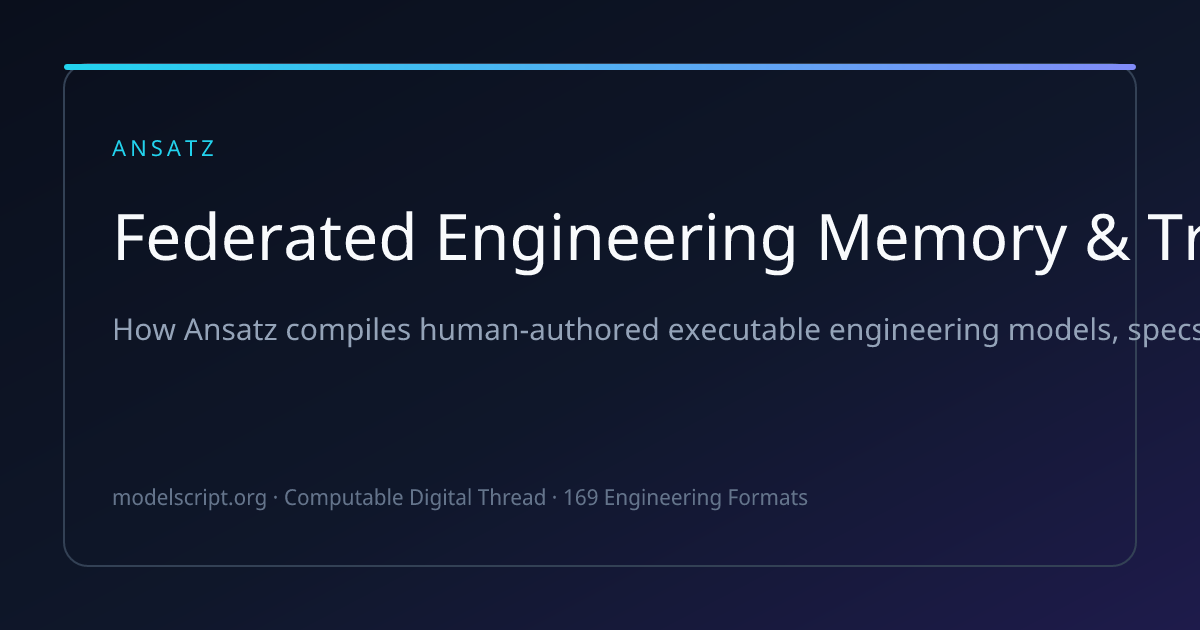 ANSATZ
Federated Engineering Memory & Tr
How Ansatz compiles human-authored executable engineering models, specs
modelscript.org · Computable Digital Thread · 169 Engineering Formats